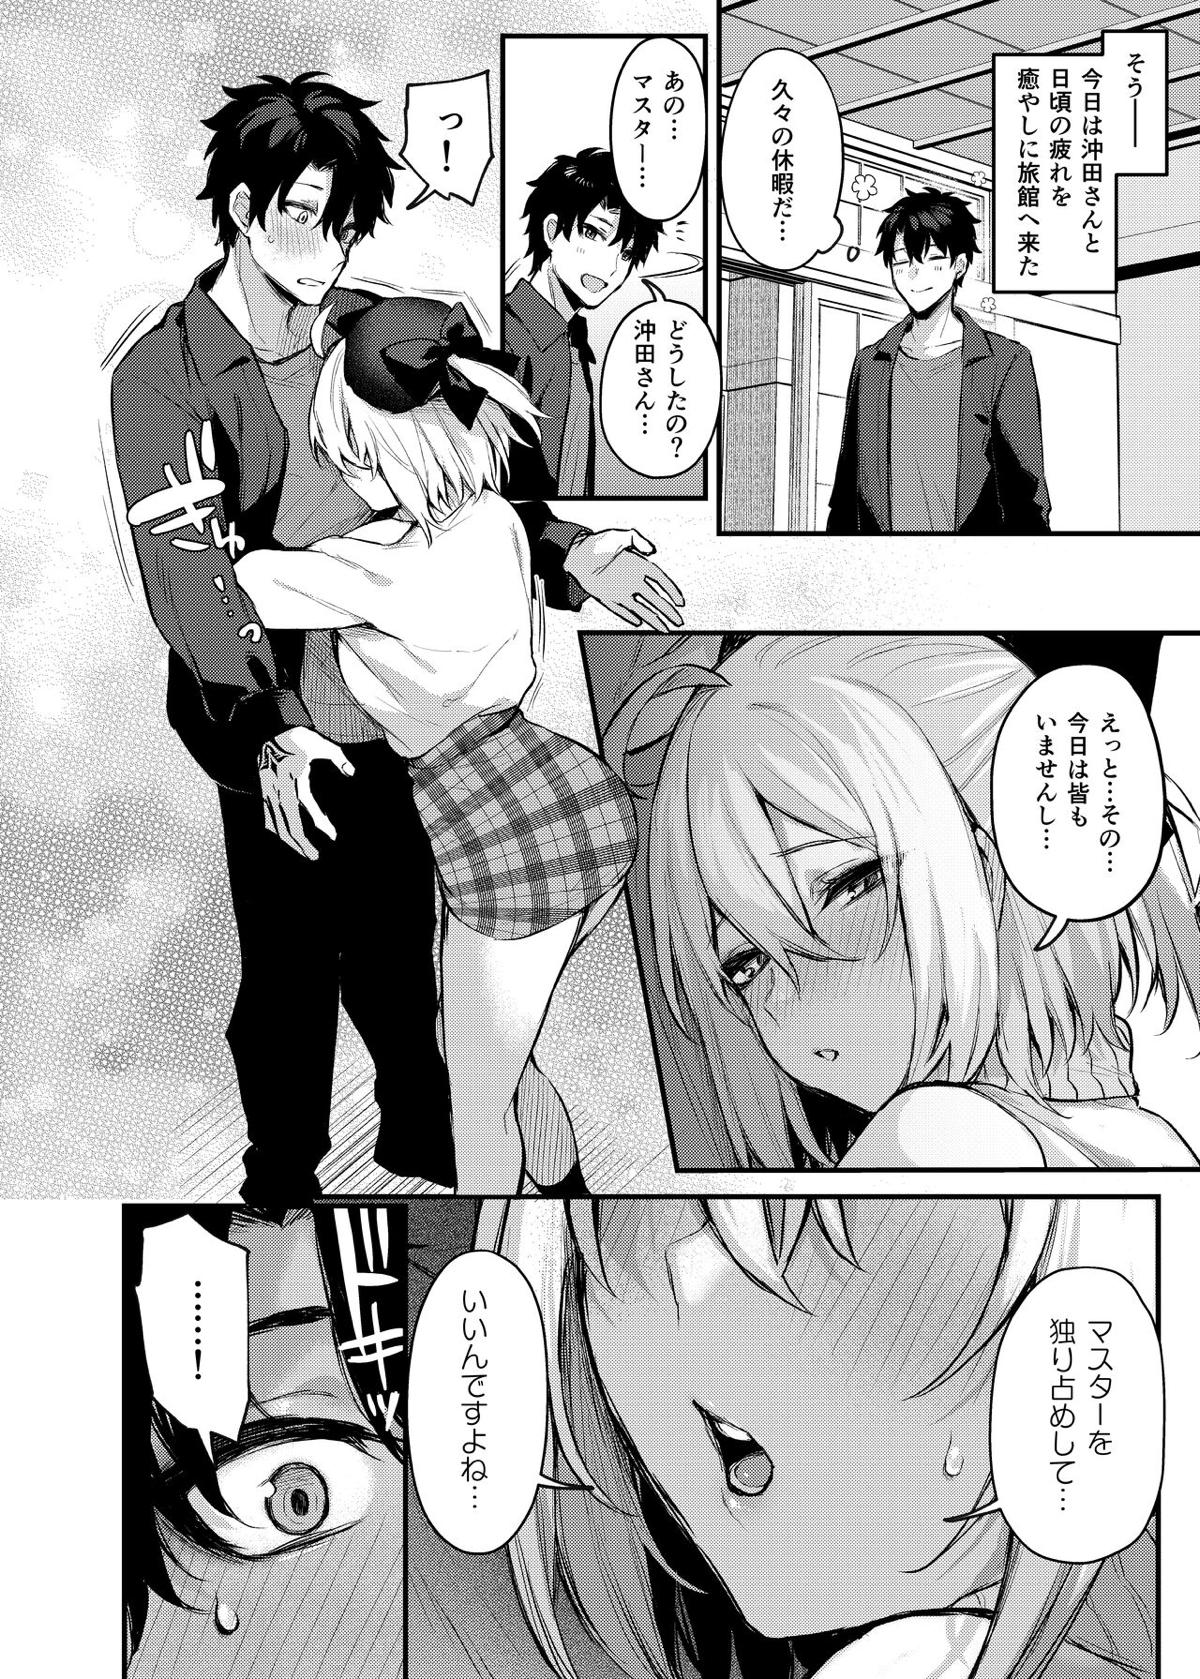 そう――
今日は沖田さんと
日頃の疲れを
癒やしに旅館へ来た
久々の休暇だ…
あの…
マスター…
どうしたの？
沖田さん…
っ！
ぎゅ…っ
えっと…その…
今日は皆も
いませんし…
マスターを
独り占めして…
いいんですよね…
ドキッ
……！